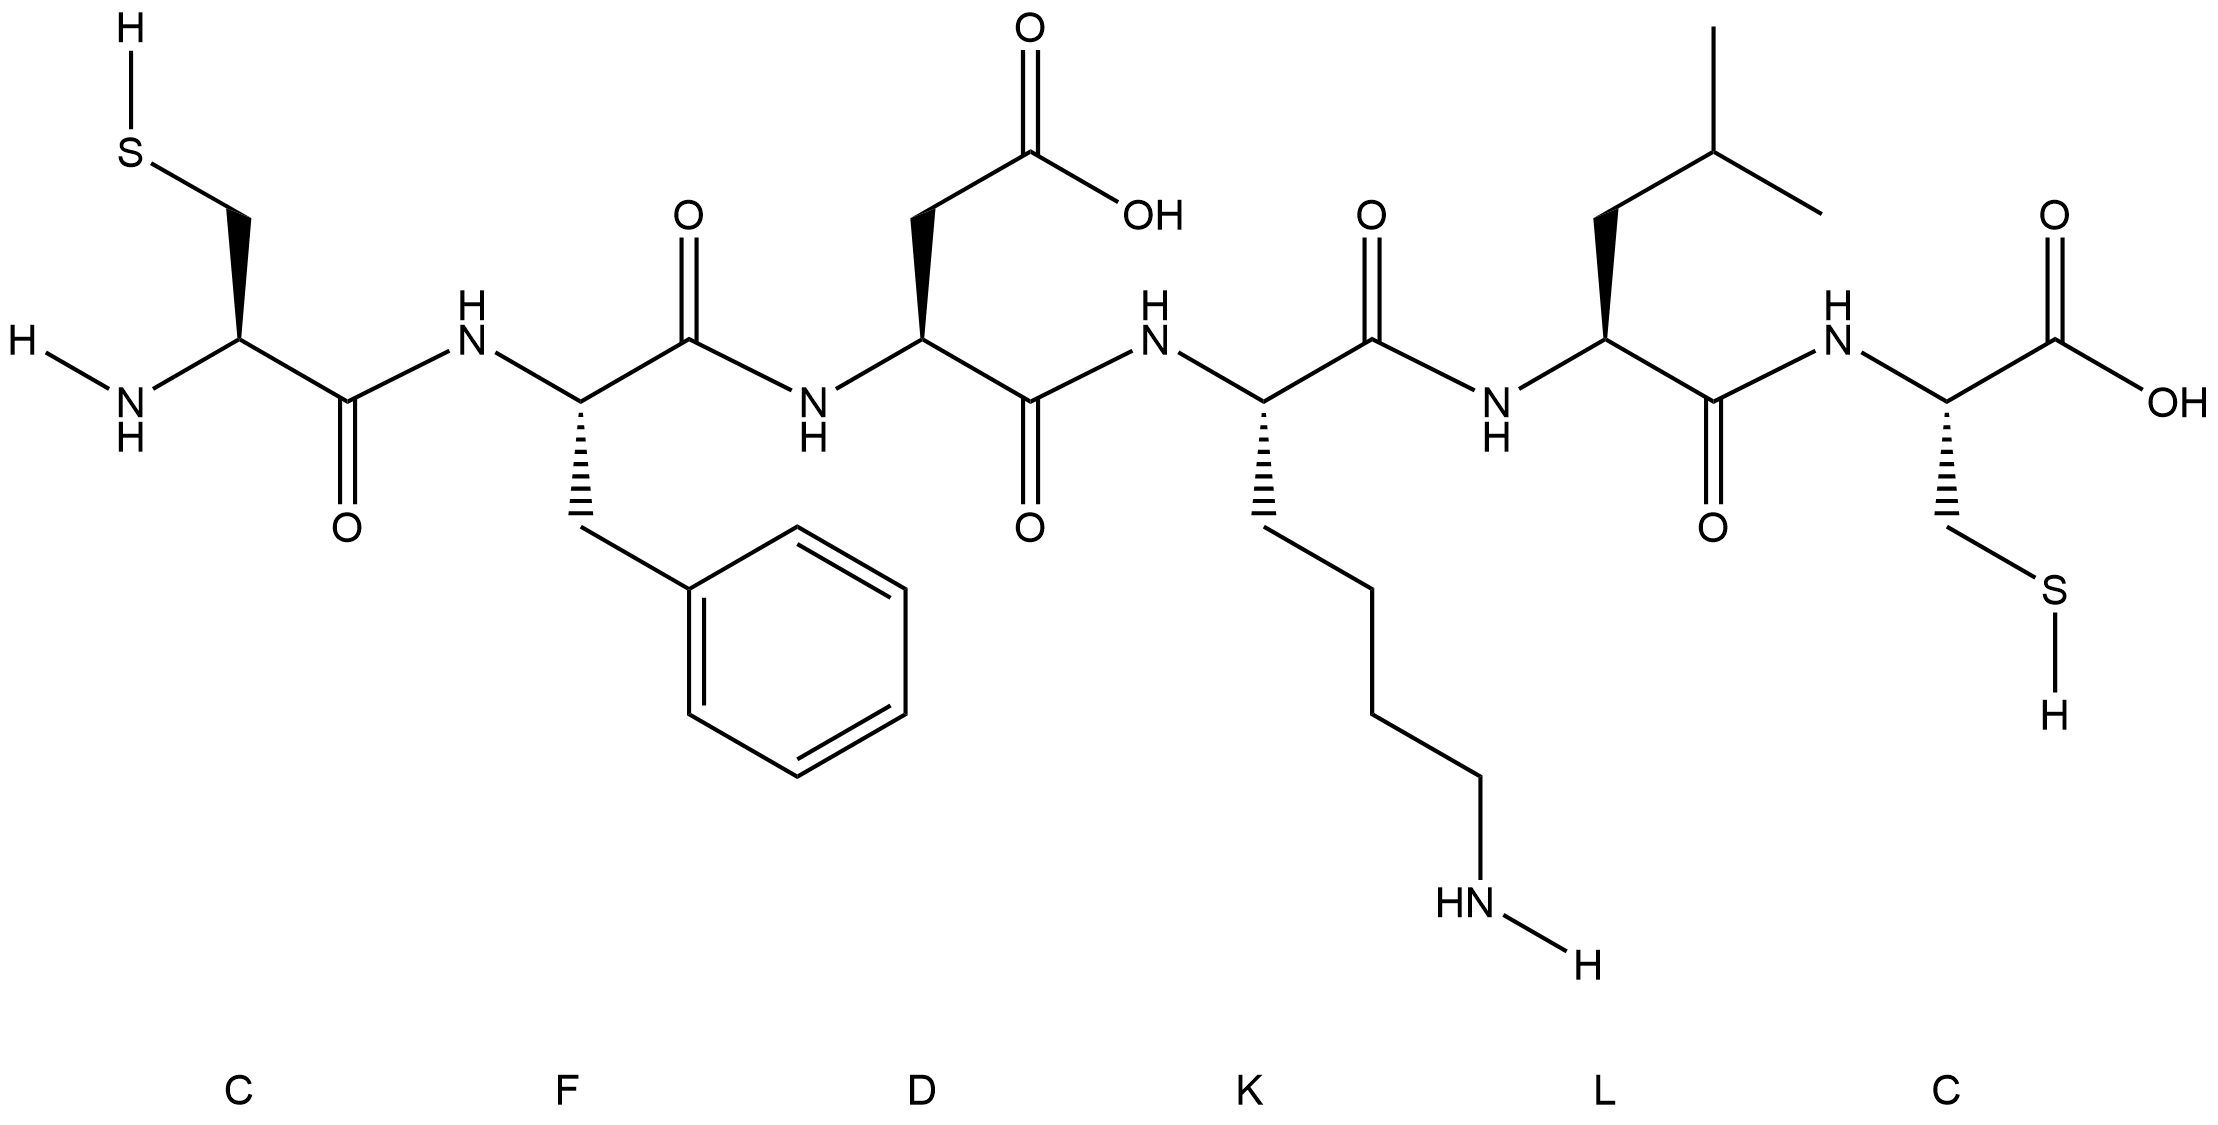 H O
S
O OH O O
H H H
H N N N
N N N OH
H H H
O O O
S
H
HN
H
C F D K L C